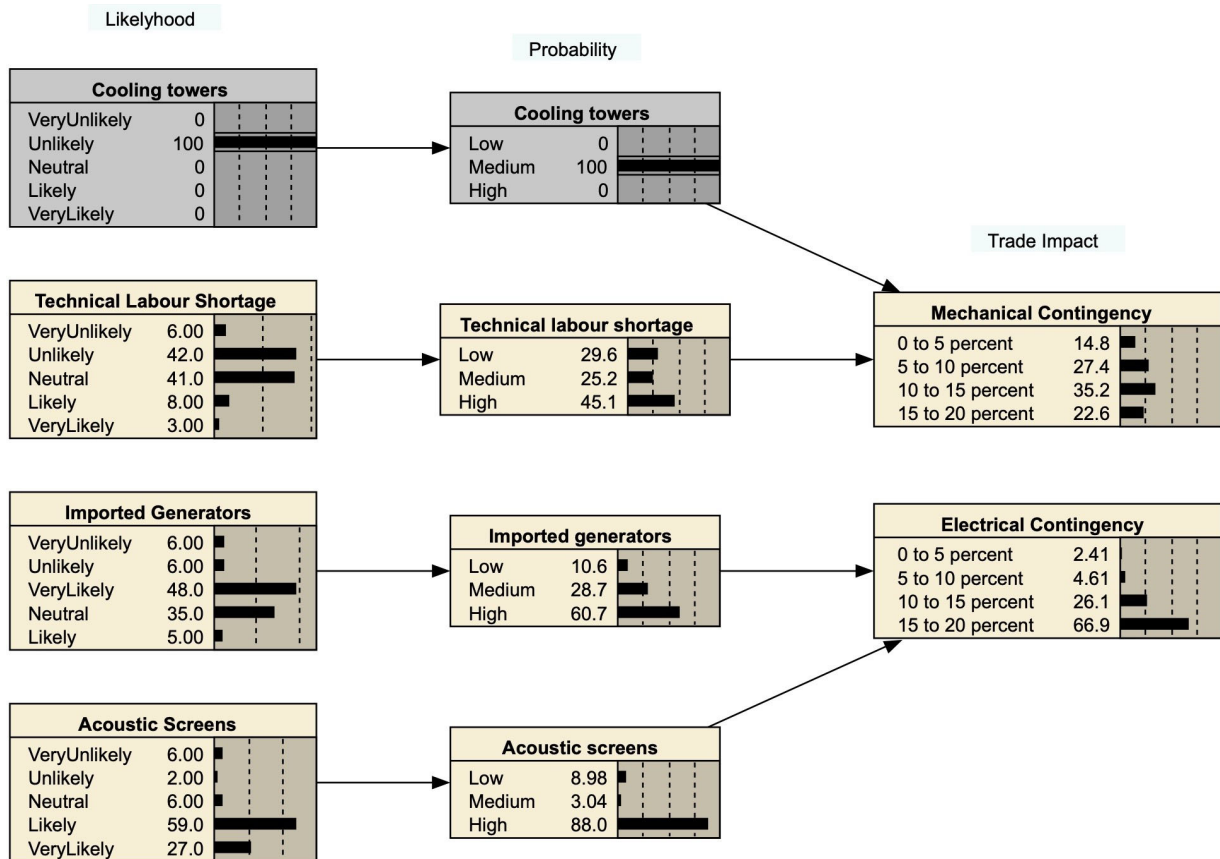 Likelyhood
Probability
Trade Impact
Cooling towers
VeryUnlikely 0
Unlikely 100
Neutral 0
Likely 0
VeryLikely 0
Cooling towers
Low 0
Medium 100
High 0
Technical Labour Shortage
VeryUnlikely 6.00
Unlikely 42.0
Neutral 41.0
Likely 8.00
VeryLikely 3.00
Technical labour shortage
Low 29.6
Medium 25.2
High 45.1
Mechanical Contingency
0 to 5 percent 14.8
5 to 10 percent 27.4
10 to 15 percent 35.2
15 to 20 percent 22.6
Imported Generators
VeryUnlikely 6.00
Unlikely 6.00
VeryLikely 48.0
Neutral 35.0
Likely 5.00
Imported generators
Low 10.6
Medium 28.7
High 60.7
Electrical Contingency
0 to 5 percent 2.41
5 to 10 percent 4.61
10 to 15 percent 26.1
15 to 20 percent 66.9
Acoustic Screens
VeryUnlikely 6.00
Unlikely 2.00
Neutral 6.00
Likely 59.0
VeryLikely 27.0
Acoustic screens
Low 8.98
Medium 3.04
High 88.0